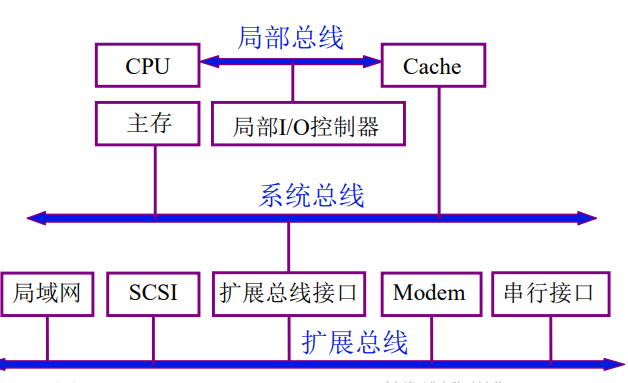 局部总线
CPU
Cache
主存
局部I/O控制器
系统总线
局域网
SCSI
扩展总线接口
Modem
串行接口
扩展总线